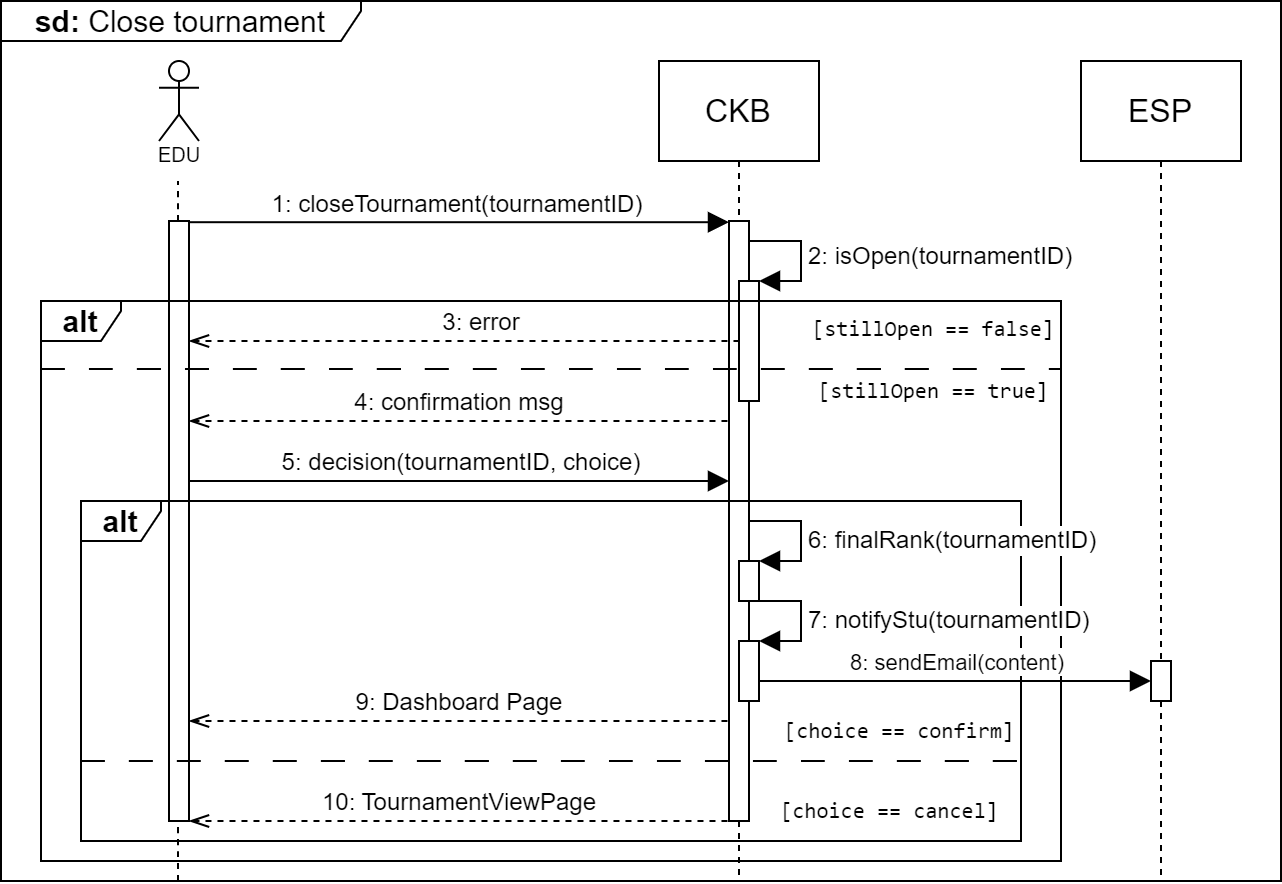 sd: Close tournament
EDU
CKB
ESP
1: closeTournament(tournamentID)
2: isOpen(tournamentID)
alt
3: error
[stillOpen == false]
[stillOpen == true]
4: confirmation msg
5: decision(tournamentID, choice)
alt
6: finalRank(tournamentID)
7: notifyStu(tournamentID)
8: sendEmail(content)
9: Dashboard Page
[choice == confirm]
10: TournamentViewPage
[choice == cancel]